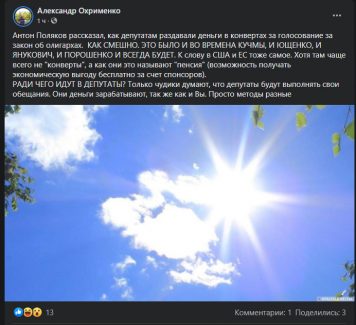 Александр Охрименко
1 ч ·
Антон Поляков рассказал, как депутатам раздавали деньги в конвертах за голосование за
закон об олигархах. КАК СМЕШНО. ЭТО БЫЛО И ВО ВРЕМЕНА КУЧМЫ, И ЮЩЕНКО, И
ЯНУКОВИЧ, И ПОРОШЕНКО И ВСЕГДА БУДЕТ. К слову в США и ЕС тоже самое. Хотя там чаще
всего не "конверты", а как они это называют "пенсия" (возможность получать
экономическую выгоду бесплатно за счет спонсоров).
РАДИ ЧЕГО ИДУТ В ДЕПУТАТЫ? Только чудики думают, что депутаты будут выполнять свои
обещания. Они деньги зарабатывают, так же как и Вы. Просто методы разные
13
Комментарии: 1 Поделились: 3